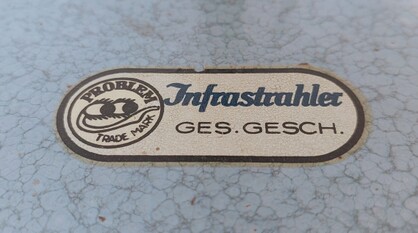 PROBLEM
TRADE MARK
Infrastrahler
GES. GESCH.